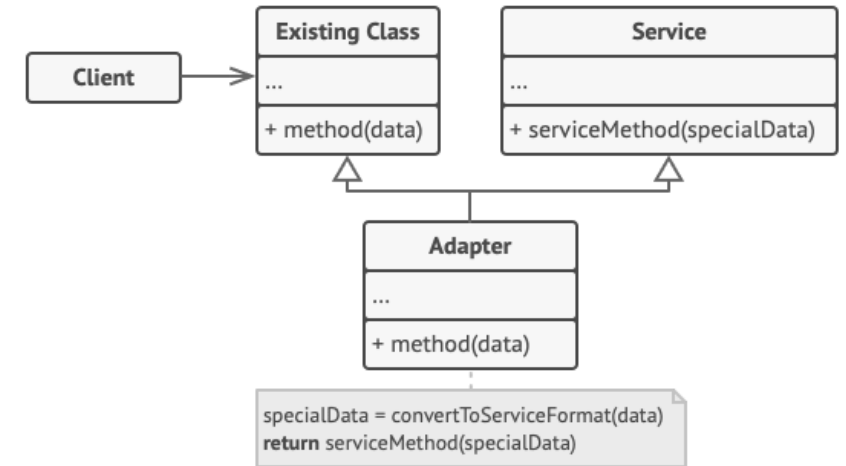 Client
Existing Class
...
+ method(data)
Service
...
+ serviceMethod(specialData)
Adapter
...
+ method(data)
specialData = convertToServiceFormat(data)
return serviceMethod(specialData)